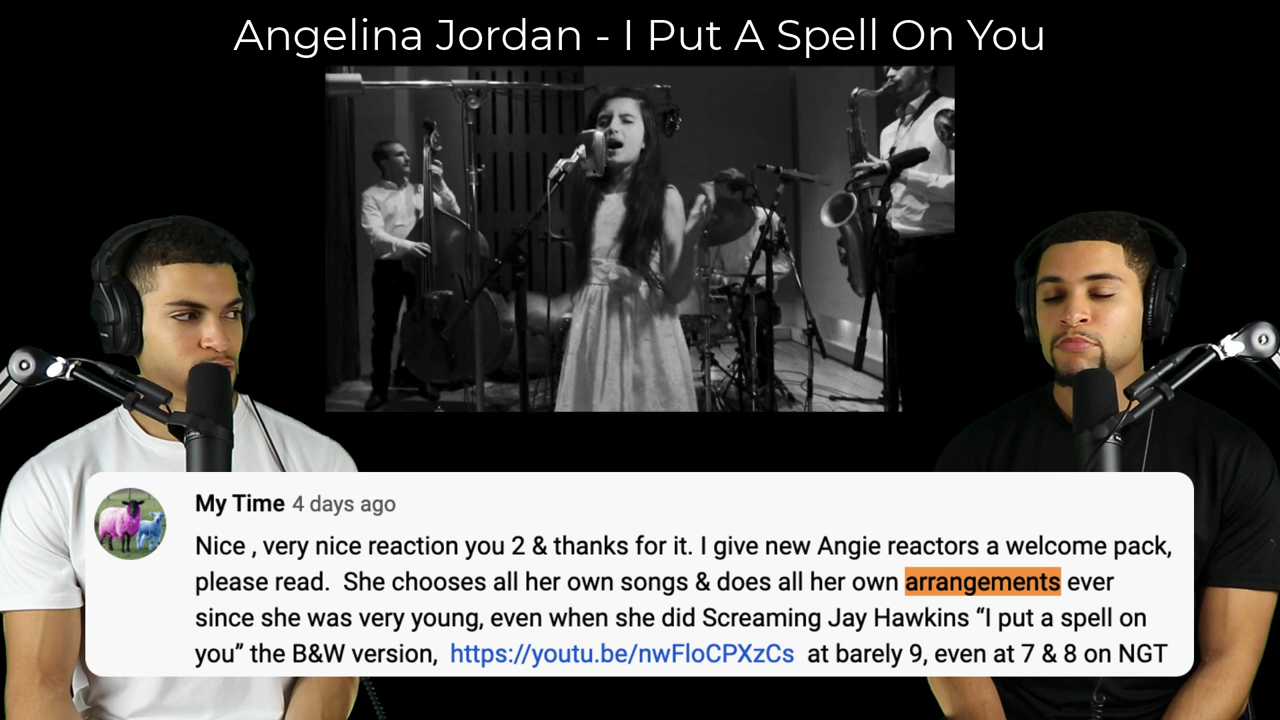 Angelina Jordan - I Put A Spell On You
My Time 4 days ago
Nice , very nice reaction you 2 & thanks for it. I give new Angie reactors a welcome pack,
please read.  She chooses all her own songs & does all her own arrangements ever
since she was very young, even when she did Screaming Jay Hawkins “I put a spell on
you” the B&W version,  https://youtu.be/nwFloCPXzCs  at barely 9, even at 7 & 8 on NGT